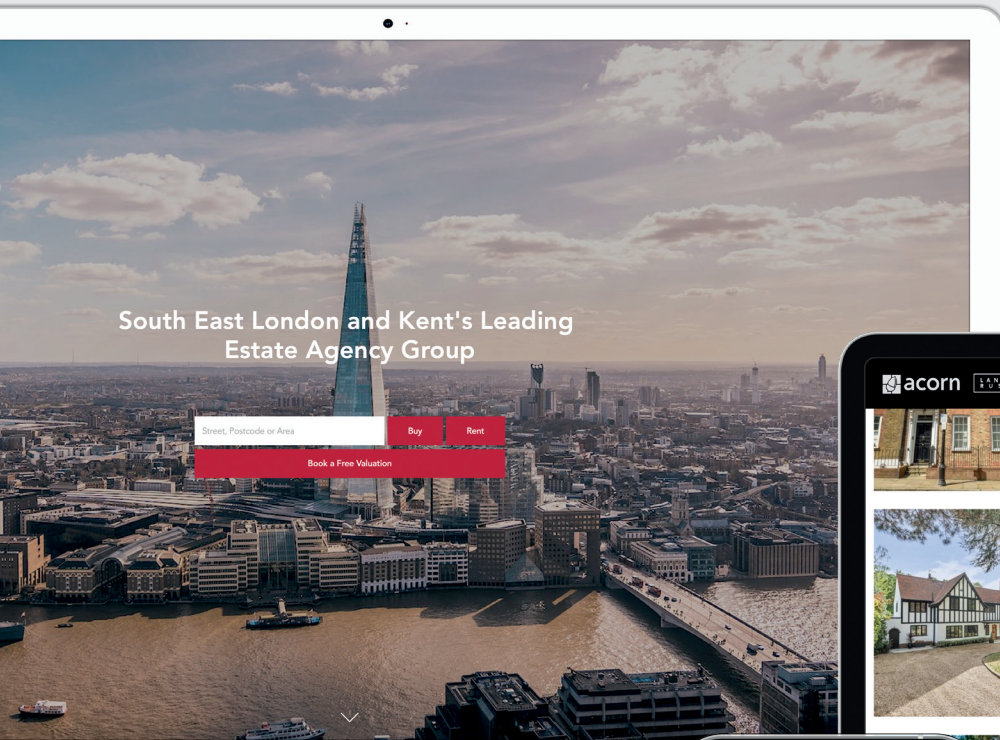 South East London and Kent's Leading
Estate Agency Group
Street, Postcode or Area
Buy
Rent
Book a Free Valuation
acorn